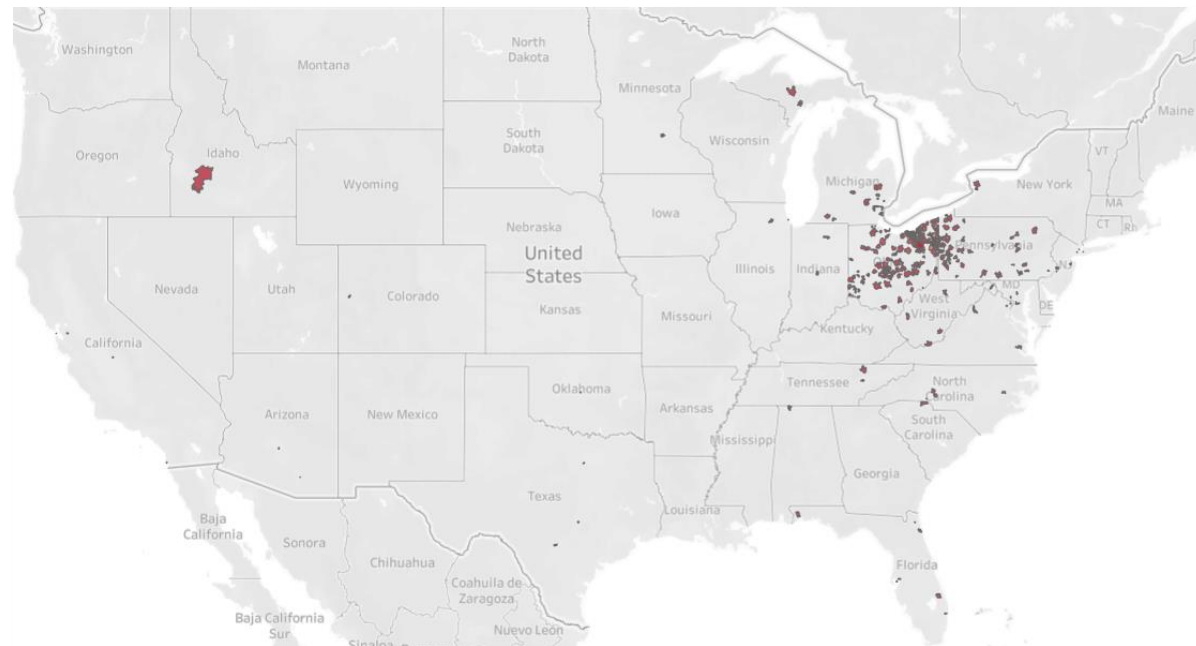 Washington
Montana
North
Dakota
Minnesota
Maine
Oregon
Idaho
South
Dakota
Wisconsin
VT
Wyoming
Michigan
New York
MA
CT
RI
Iowa
Nebraska
United
States
Pennsylvania
Nevada
Utah
Colorado
Illinois
Indiana
NJ
MD
DE
Kansas
Missouri
West
Virginia
California
Kentucky
Oklahoma
Tennessee
North
Carolina
Arizona
New Mexico
Arkansas
South
Carolina
Mississippi
Georgia
Texas
Louisiana
Baja
California
Sonora
Chihuahua
Florida
Coahuila de
Zaragoza
Baja California
Sur
Nuevo León